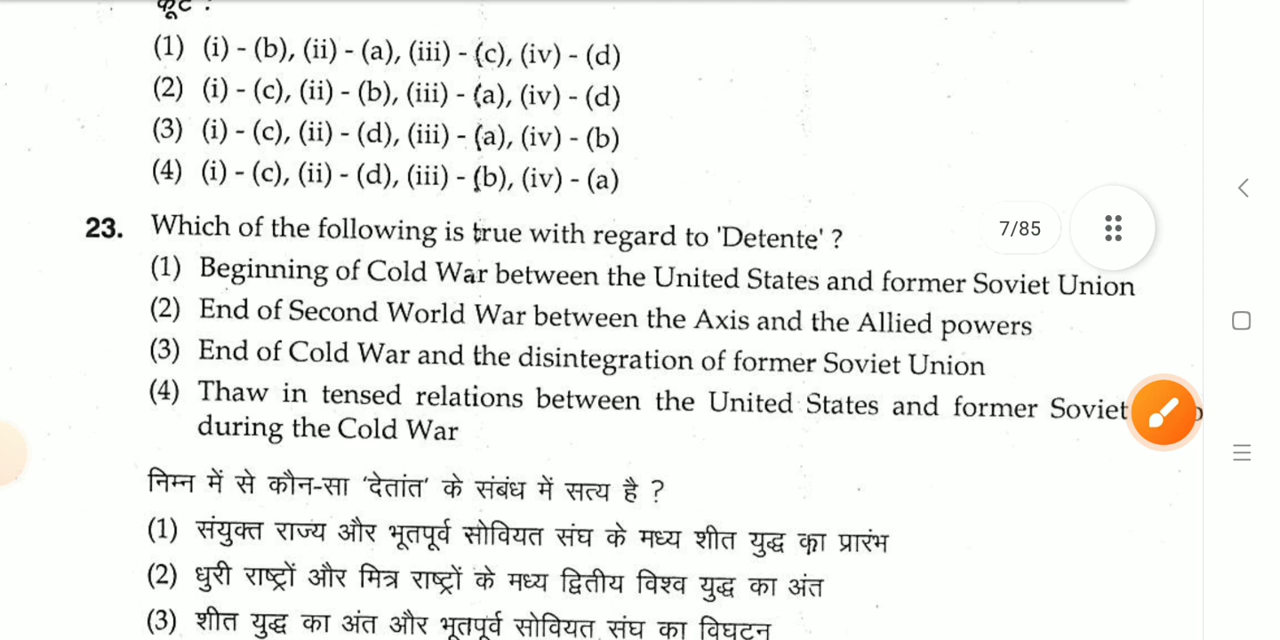 कूट :
(1) (i) - (b), (ii) - (a), (iii) - (c), (iv) - (d)
(2) (i) - (c), (ii) - (b), (iii) - (a), (iv) - (d)
(3) (i) - (c), (ii) - (d), (iii) - (a), (iv) - (b)
(4) (i) - (c), (ii) - (d), (iii) - (b), (iv) - (a)
23. Which of the following is true with regard to 'Detente' ?
7/85
(1) Beginning of Cold War between the United States and former Soviet Union
(2) End of Second World War between the Axis and the Allied powers
(3) End of Cold War and the disintegration of former Soviet Union
(4) Thaw in tensed relations between the United States and former Soviet
during the Cold War
निम्न में से कौन-सा 'देतांत' के संबंध में सत्य है ?
(1) संयुक्त राज्य और भूतपूर्व सोवियत संघ के मध्य शीत युद्ध का प्रारंभ
(2) धुरी राष्ट्रों और मित्र राष्ट्रों के मध्य द्वितीय विश्व युद्ध का अंत
(3) शीत युद्ध का अंत और भूतपूर्व सोवियत संघ का विघटन